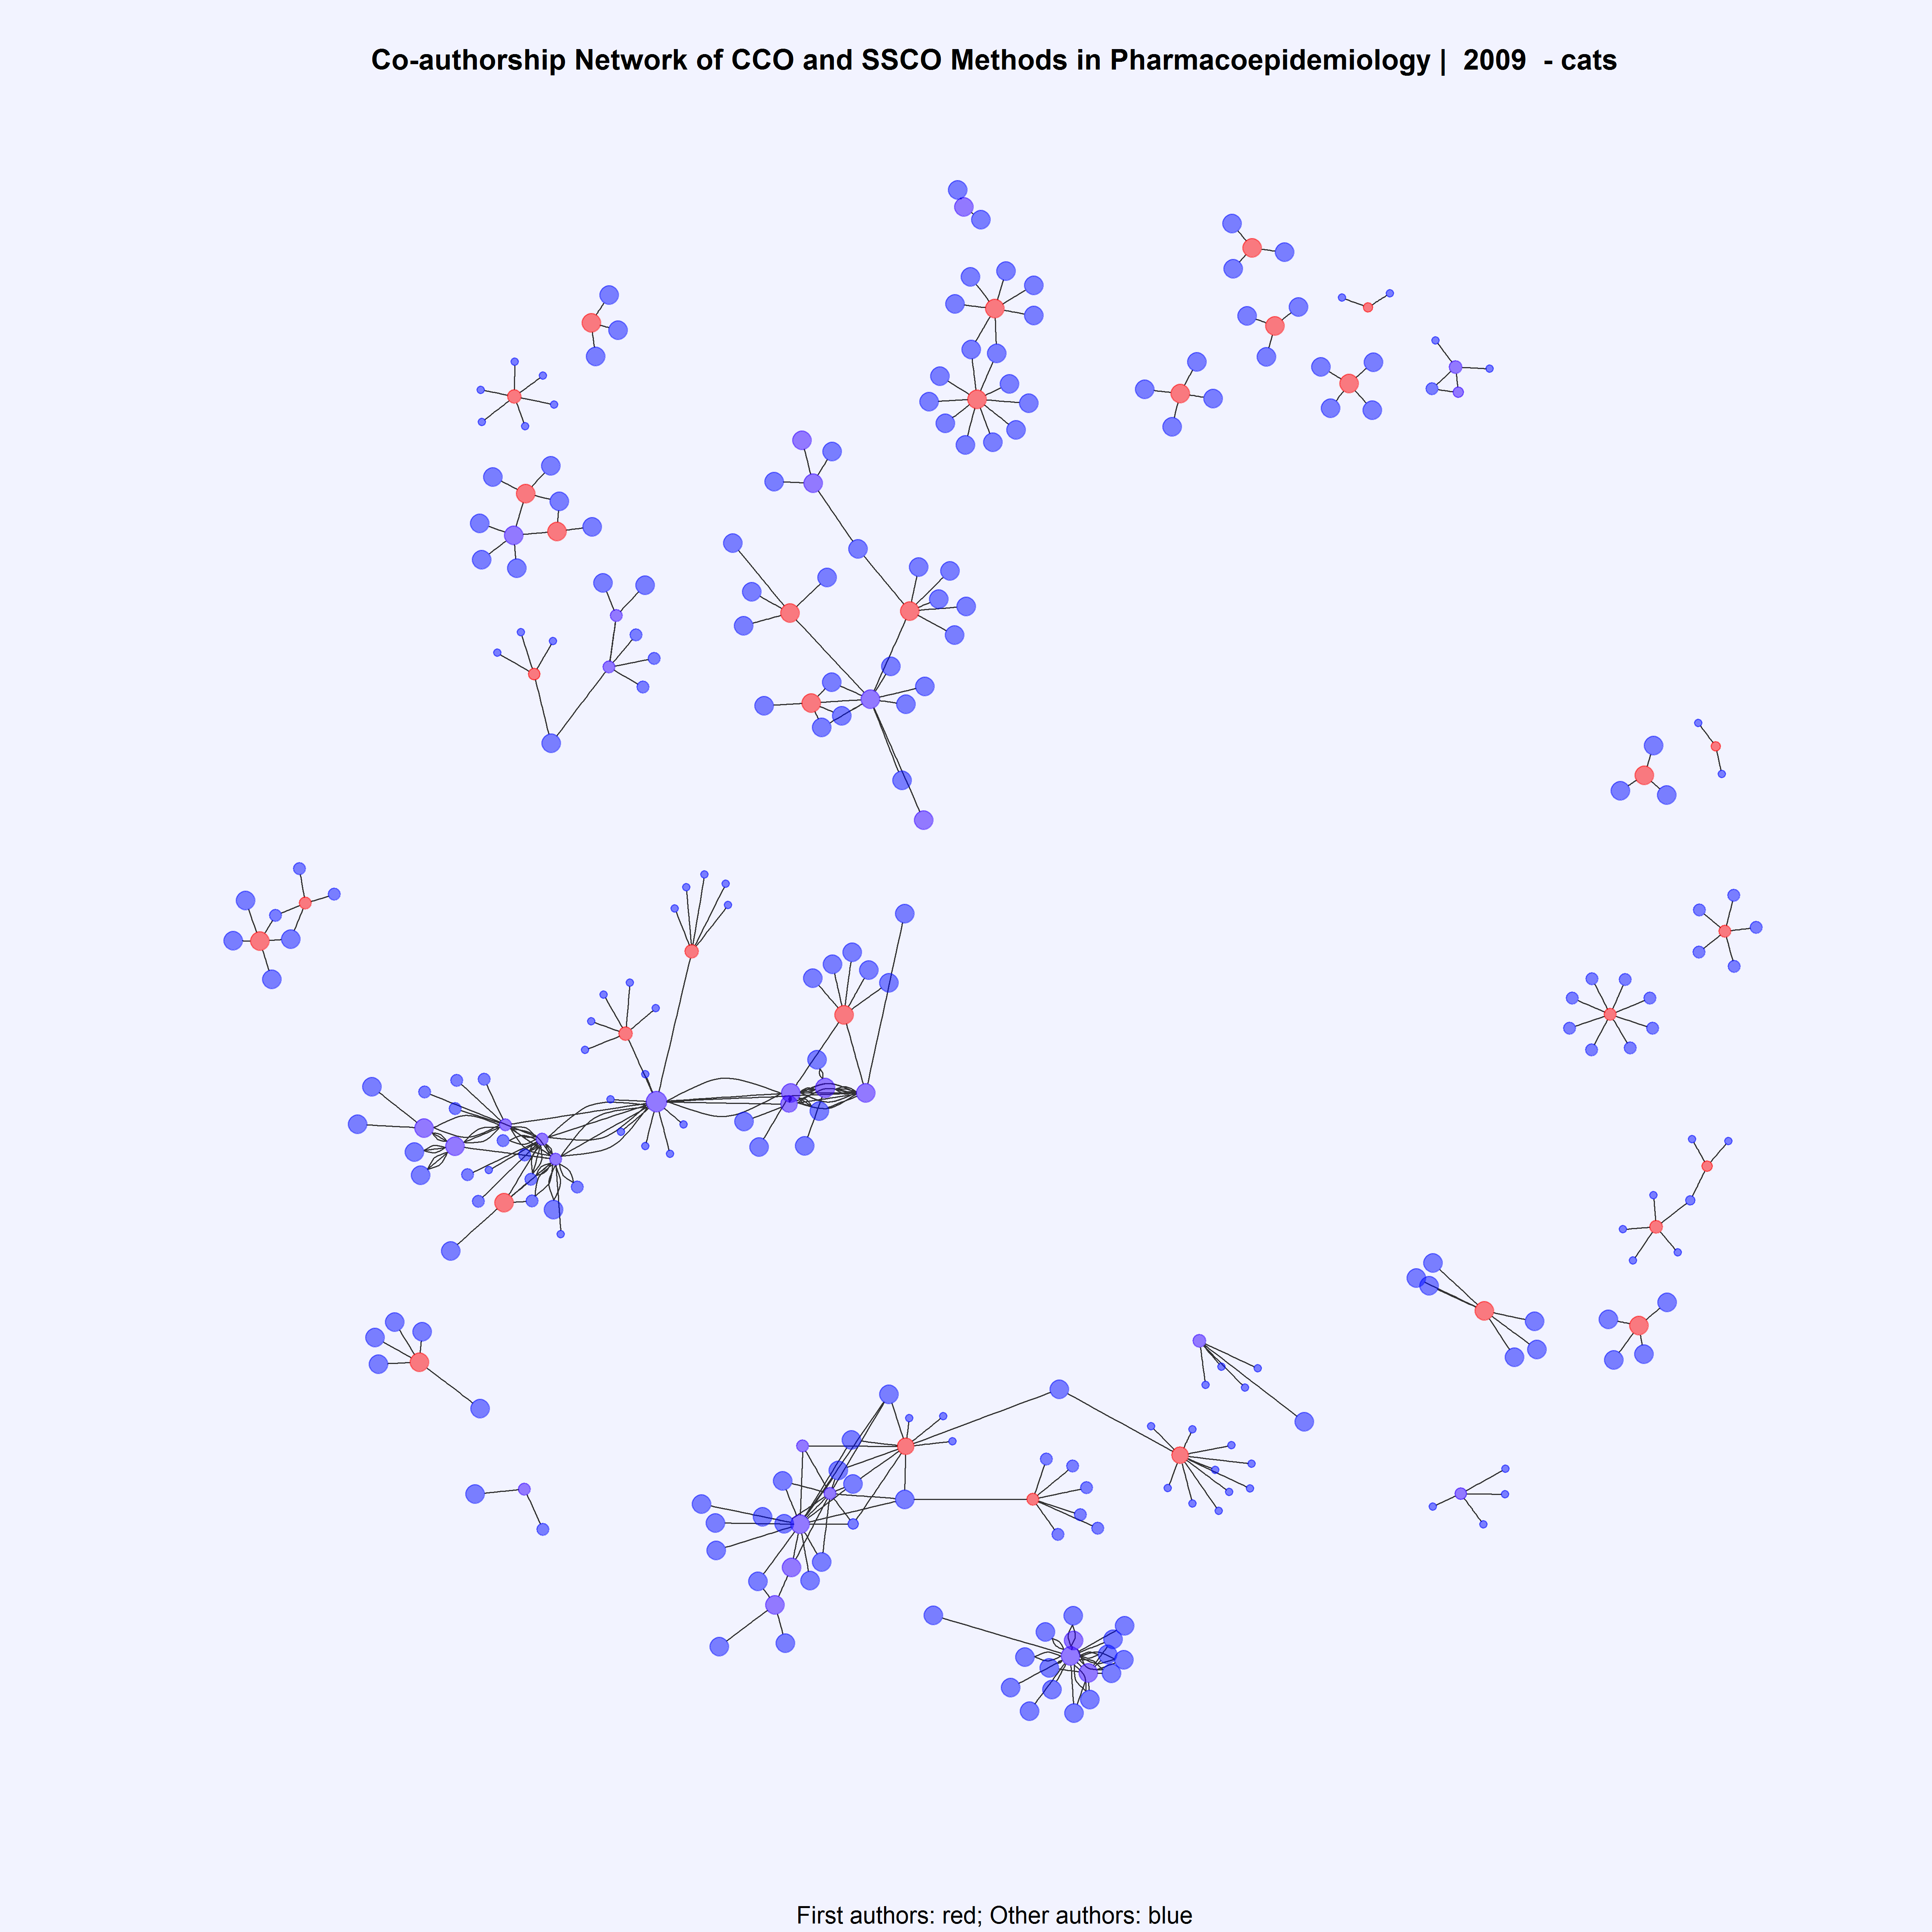 Co-authorship Network of CCO and SSCO Methods in Pharmacoepidemiology |  2009  - cats
First authors: red; Other authors: blue